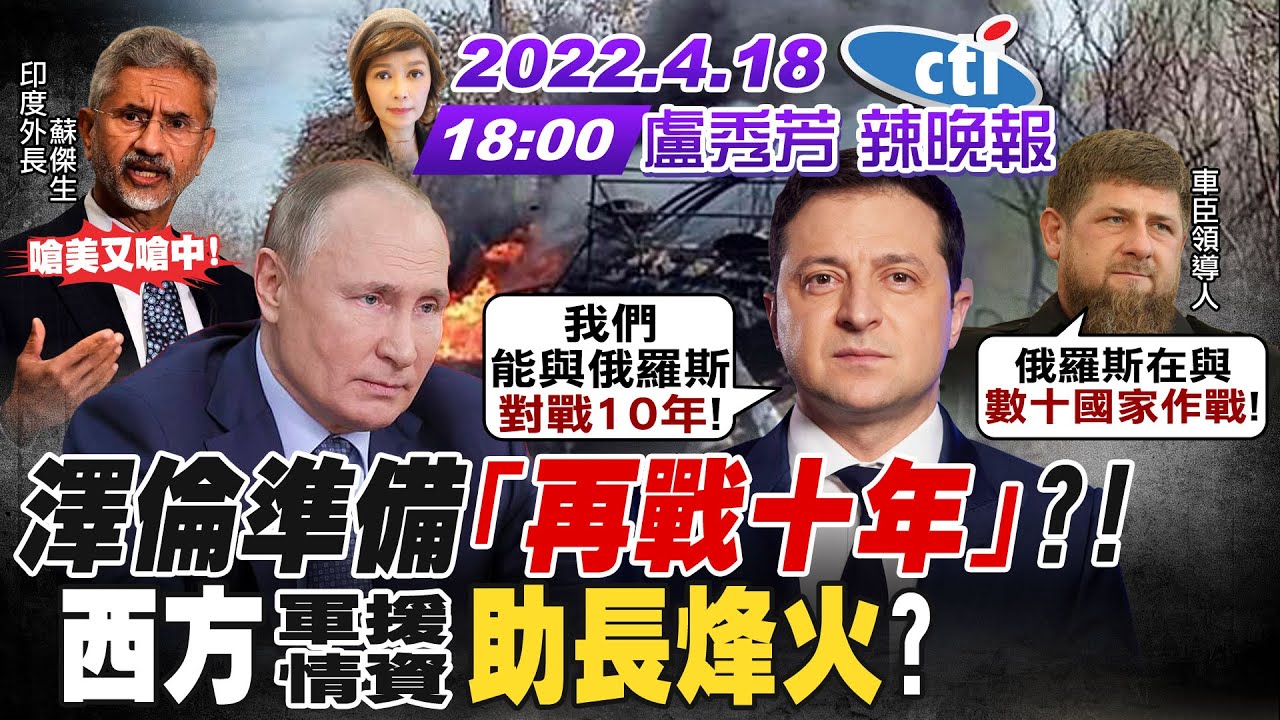 2022.4.18
cti
18:00
盧秀芳 辣晚報
印度外長
蘇傑生
嗆美又嗆中!
我們
能與俄羅斯
對戰10年!
車臣領導人
俄羅斯在與
數十國家作戰!
澤倫準備「再戰十年」?!
西方軍援情資助長烽火?